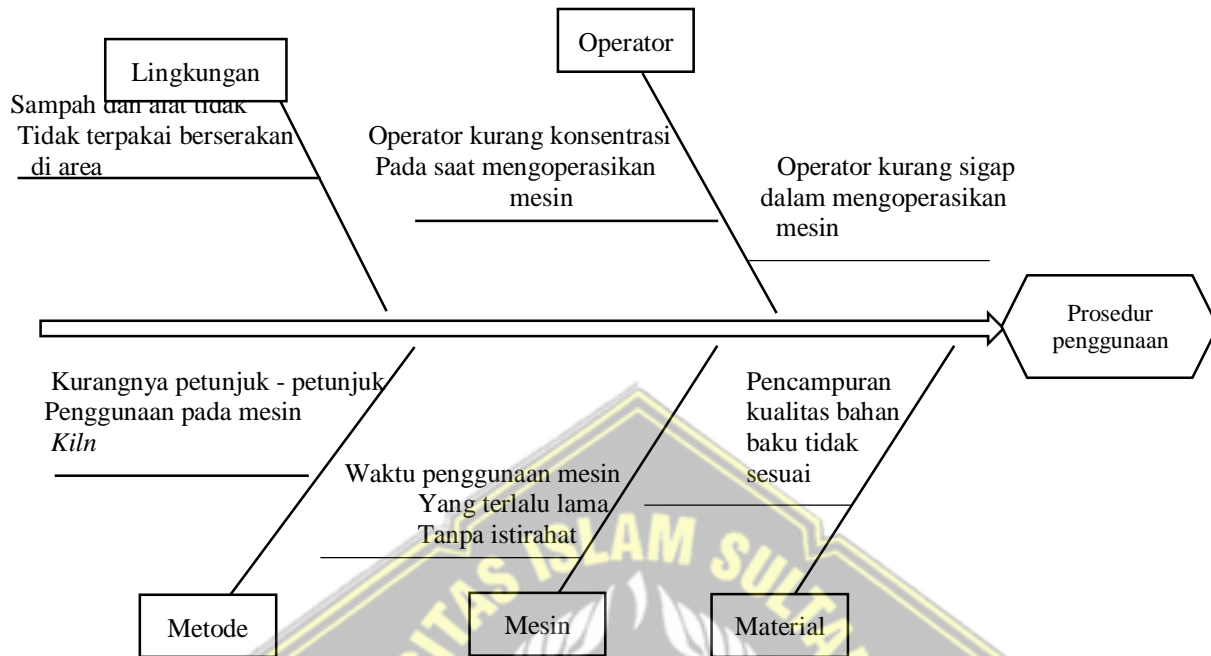 Operator
Lingkungan
Sampah dan alat tidak
Tidak terpakai berserakan
di area
Operator kurang konsentrasi
Pada saat mengoperasikan
mesin
Operator kurang sigap
dalam mengoperasikan
mesin
Prosedur
penggunaan
Kurangnya petunjuk - petunjuk
Penggunaan pada mesin
Kiln
Waktu penggunaan mesin
Yang terlalu lama
Tanpa istirahat
Pencampuran
kualitas bahan
baku tidak
sesuai
ISLAM
Metode
Mesin
Material